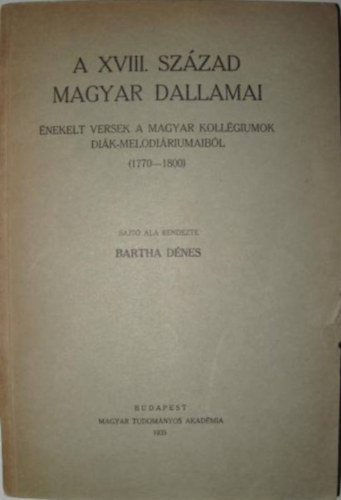 A XVIII. SZÁZAD
MAGYAR DALLAMAI
ÉNEKELT VERSEK A MAGYAR KOLLÉGIUMOK
DIÁK-MELODIÁRIUMAIBÓL
(1770—1800)
SAJTÓ ALÁ RENDEZTE
BARTHA DÉNES
BUDAPEST
MAGYAR TUDOMÁNYOS AKADÉMIA
1935